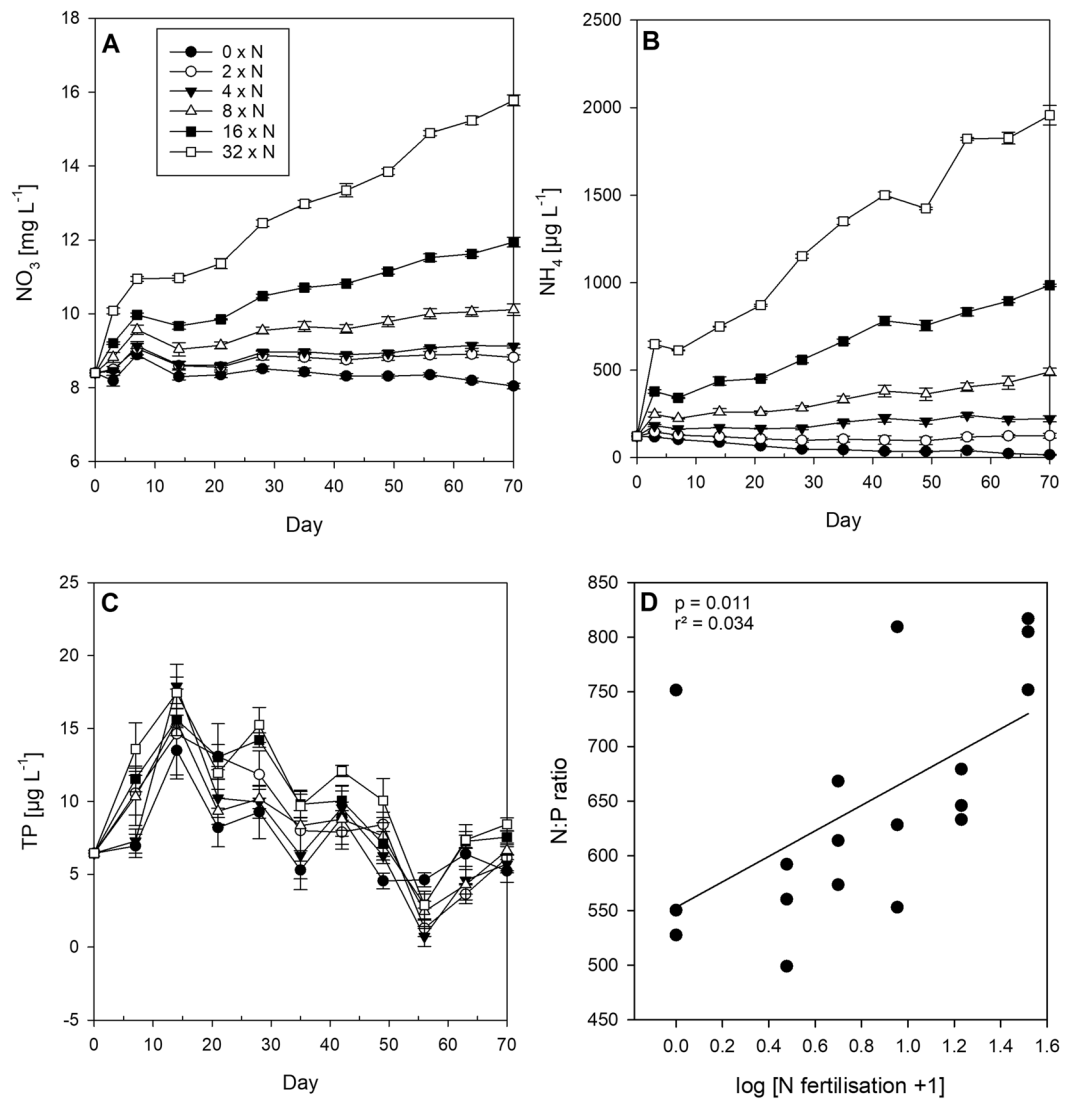 A
0 x N
2 x N
4 x N
8 x N
16 x N
32 x N
18
16
14
12
10
8
6
NO₃ [mg L⁻¹]
0 10 20 30 40 50 60 70
Day
B
2500
2000
1500
1000
500
0
NH₄ [µg L⁻¹]
0 10 20 30 40 50 60 70
Day
C
25
20
15
10
5
0
-5
TP [µg L⁻¹]
0 10 20 30 40 50 60 70
Day
D
p = 0.011
r² = 0.034
850
800
750
700
650
600
550
500
450
N:P ratio
0.0 0.2 0.4 0.6 0.8 1.0 1.2 1.4 1.6
log [N fertilisation +1]